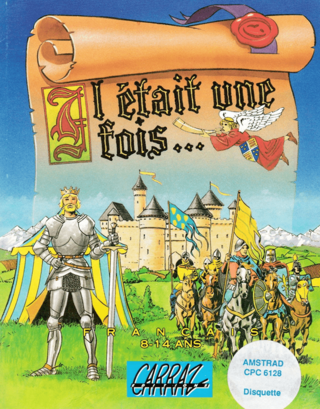 Il était une
fois...
FRANÇAIS
8-14 ANS
CARRAZ
AMSTRAD
CPC 6128
Disquette